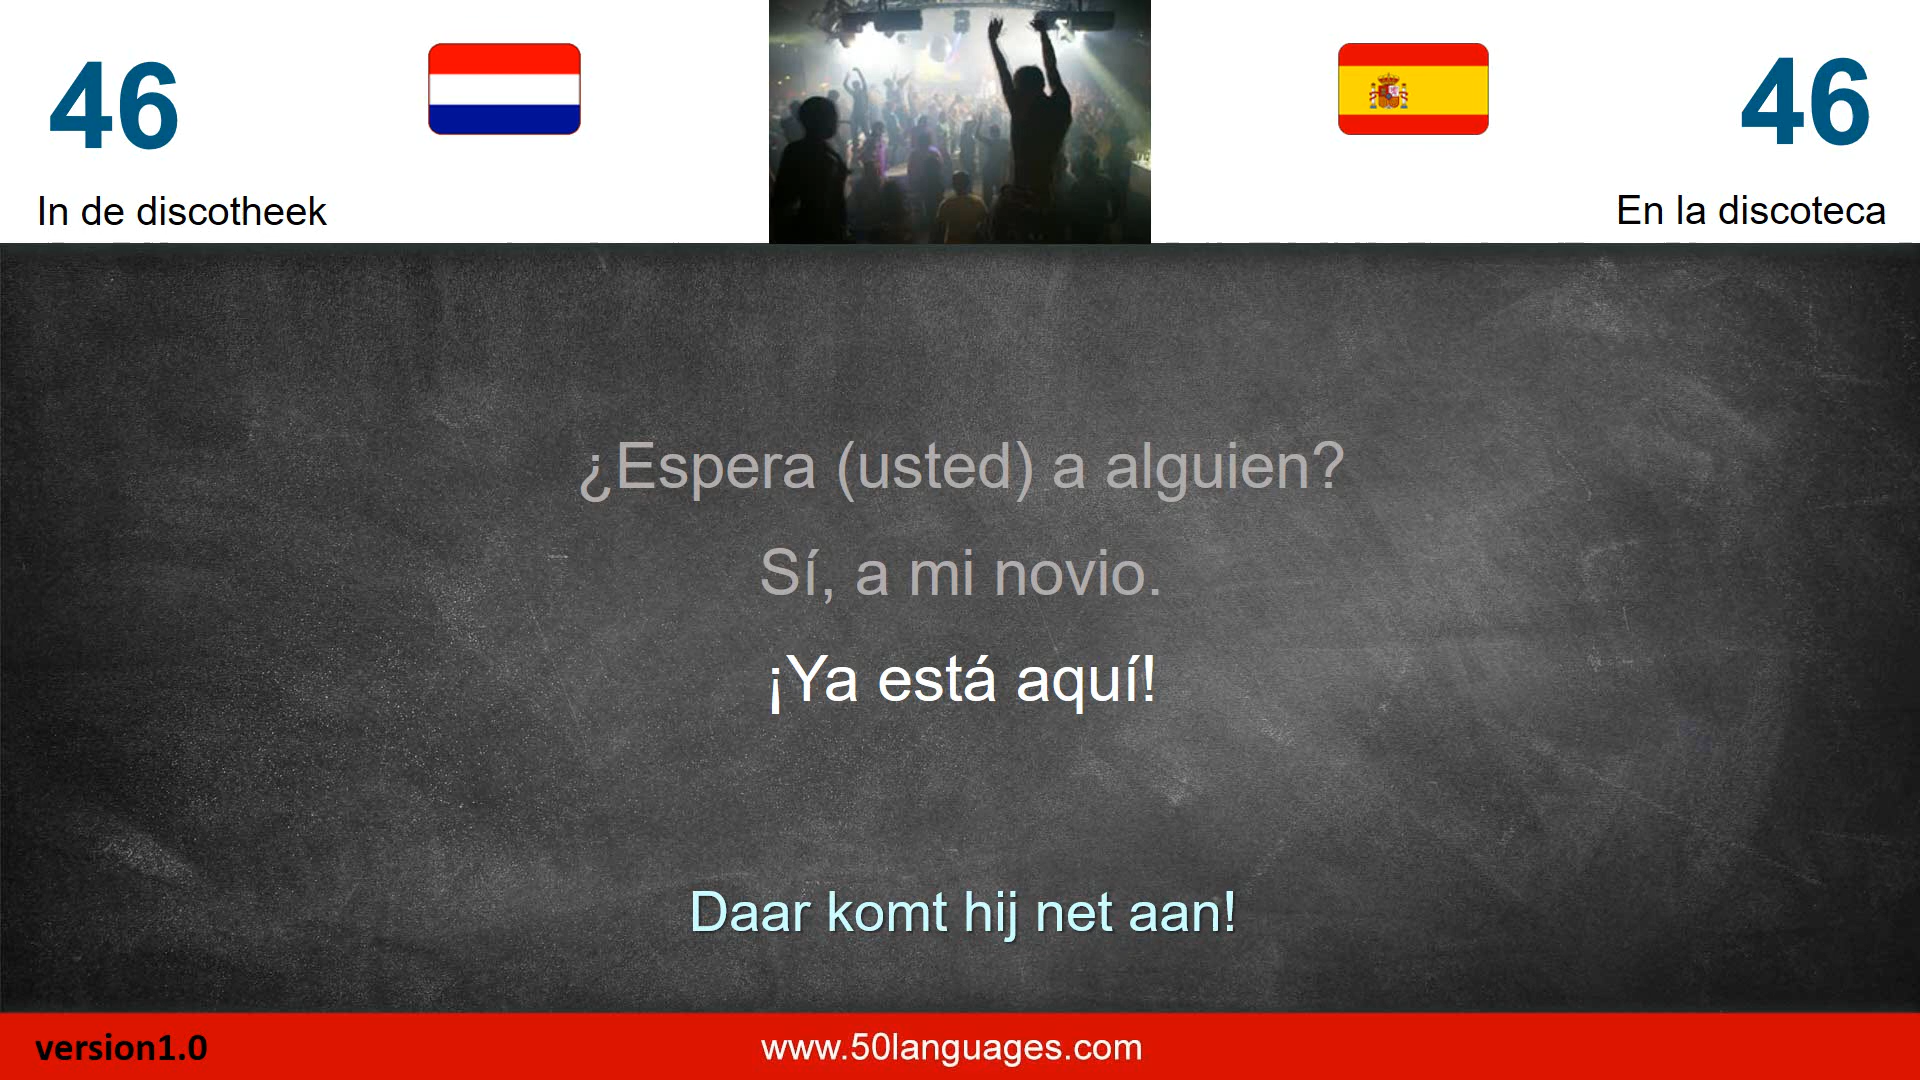 46
46
In de discotheek
En la discoteca
¿Espera (usted) a alguien?
Sí, a mi novio.
¡Ya está aquí!
Daar komt hij net aan!
version1.0
www.50languages.com